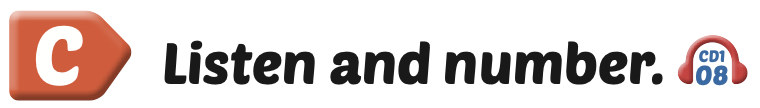 C Listen and number. CD1
08